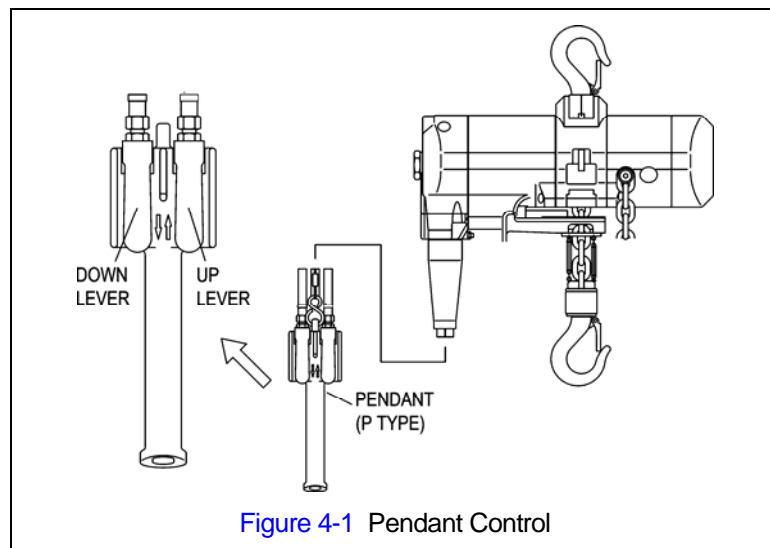 DOWN
LEVER
UP
LEVER
PENDANT
(P TYPE)
Figure 4-1 Pendant Control